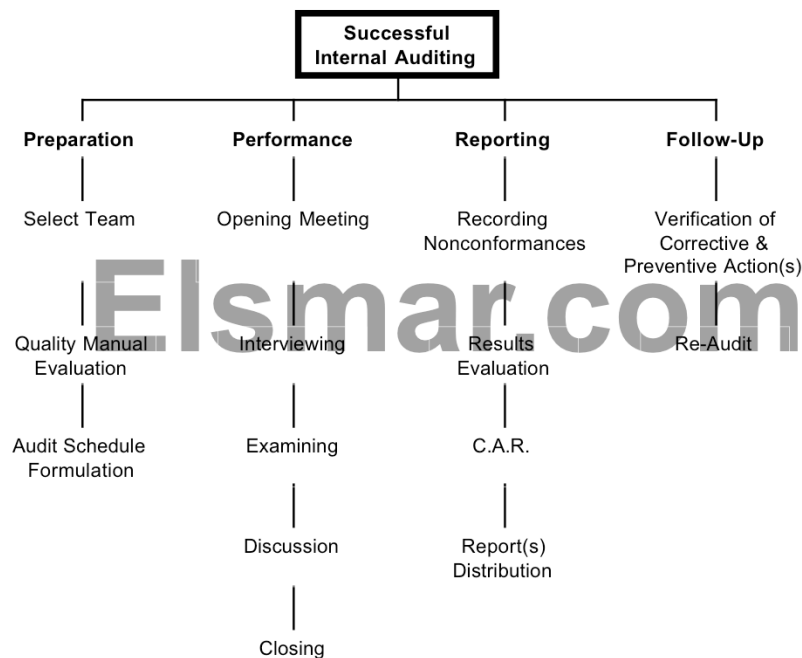 Successful
Internal Auditing
Preparation
Performance
Reporting
Follow-Up
Select Team
Opening Meeting
Recording
Nonconformances
Verification of
Corrective &
Preventive Action(s)
Elsmar.com
Quality Manual
Evaluation
Interviewing
Results
Evaluation
Re-Audit
Audit Schedule
Formulation
Examining
C.A.R.
Discussion
Report(s)
Distribution
Closing